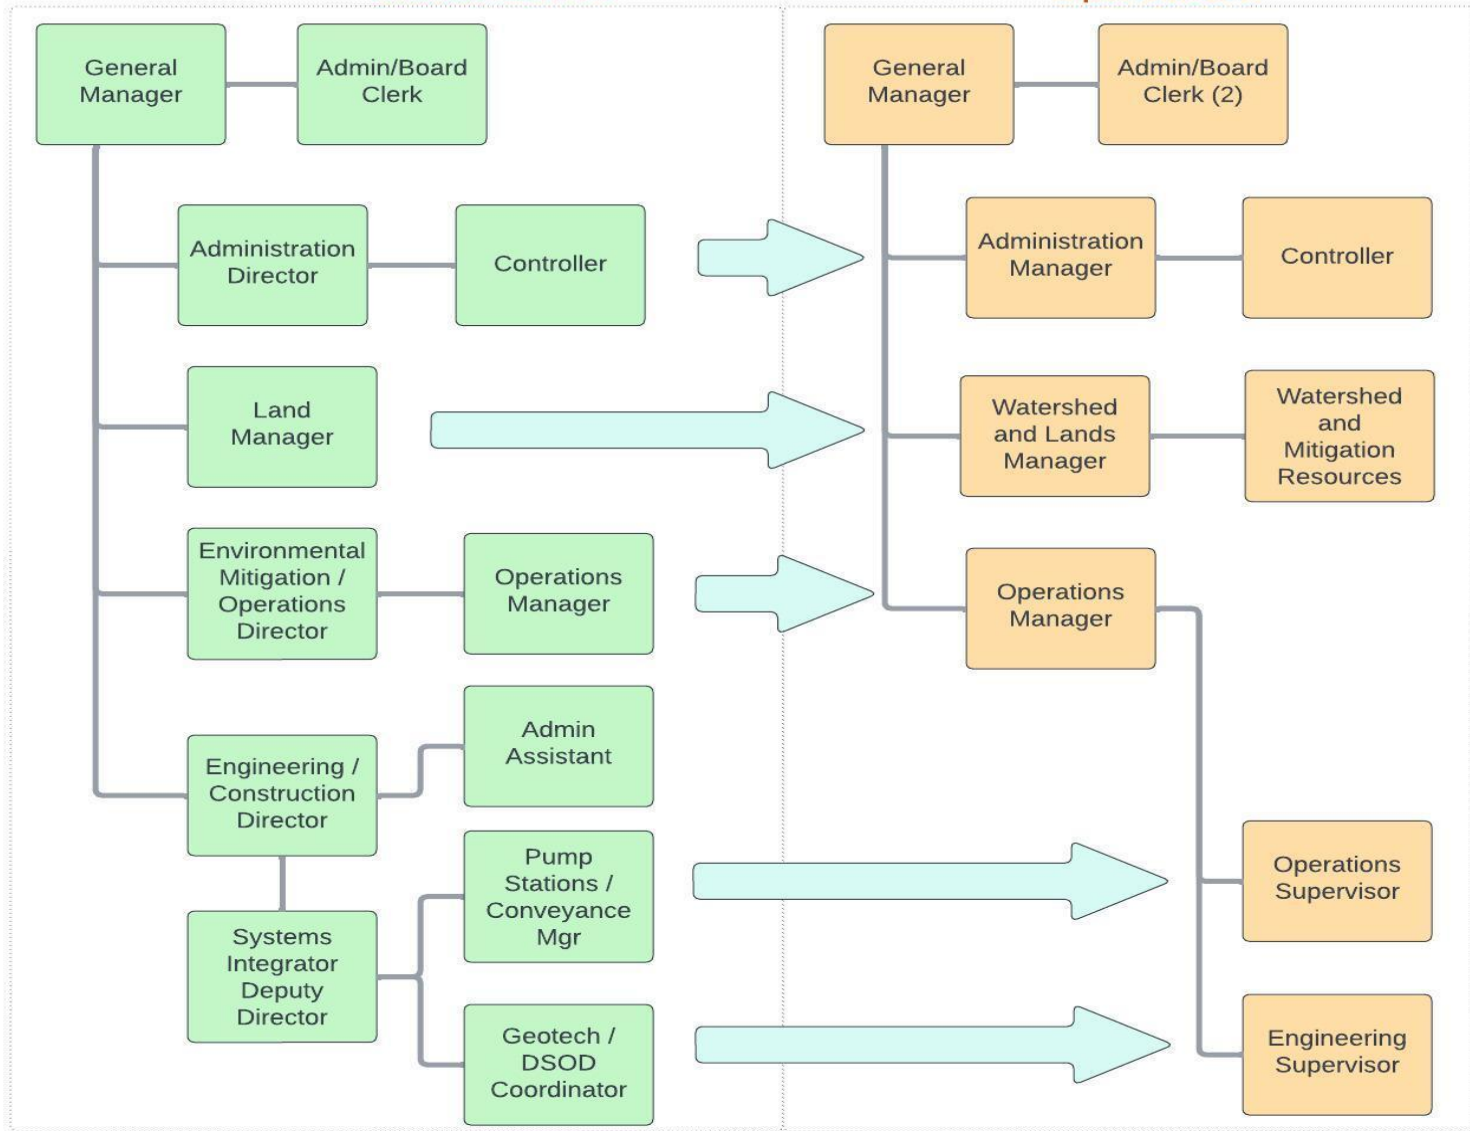 General
Manager
Admin/Board
Clerk
Administration
Director
Controller
Land
Manager
Environmental
Mitigation /
Operations
Director
Operations
Manager
Admin
Assistant
Engineering /
Construction
Director
Pump
Stations /
Conveyance
Mgr
Systems
Integrator
Deputy
Director
Geotech /
DSOD
Coordinator
General
Manager
Admin/Board
Clerk (2)
Administration
Manager
Controller
Watershed
and Lands
Manager
Watershed
and
Mitigation
Resources
Operations
Manager
Operations
Supervisor
Engineering
Supervisor